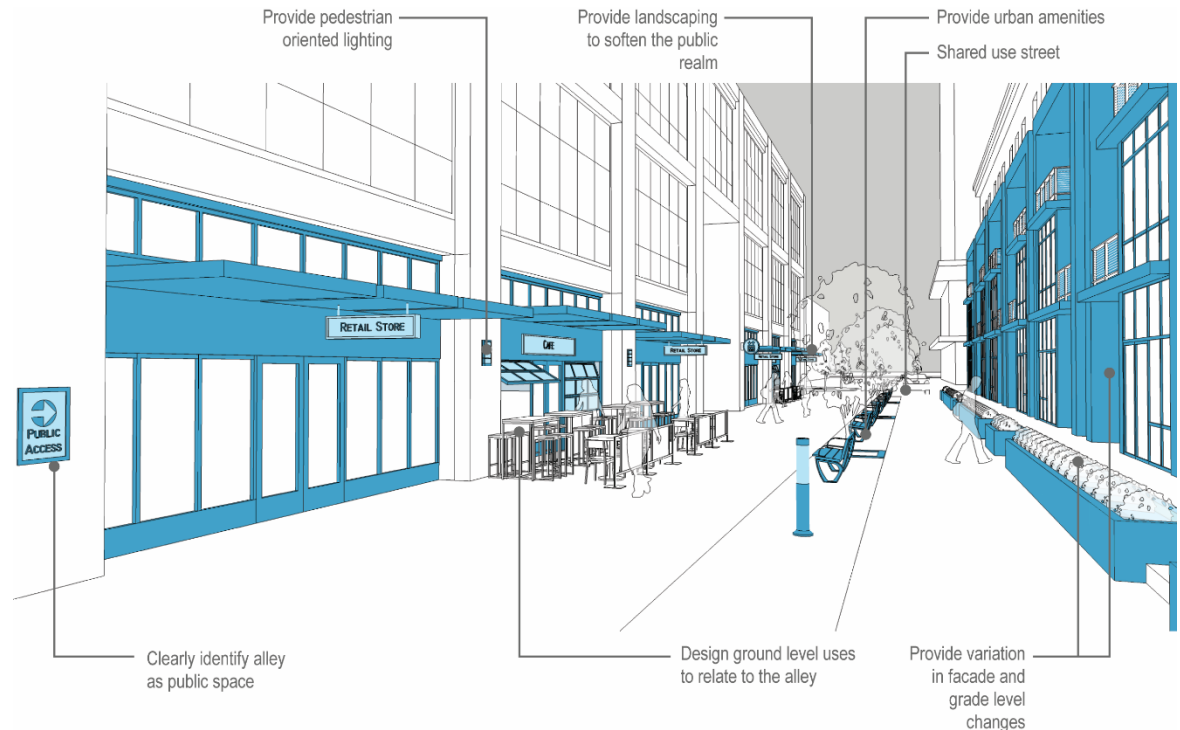 Provide pedestrian
oriented lighting
Provide landscaping
to soften the public
realm
Provide urban amenities
Shared use street
RETAIL STORE
CAFE
RETAIL STORE
PUBLIC
ACCESS
Clearly identify alley
as public space
Design ground level uses
to relate to the alley
Provide variation
in facade and
grade level
changes